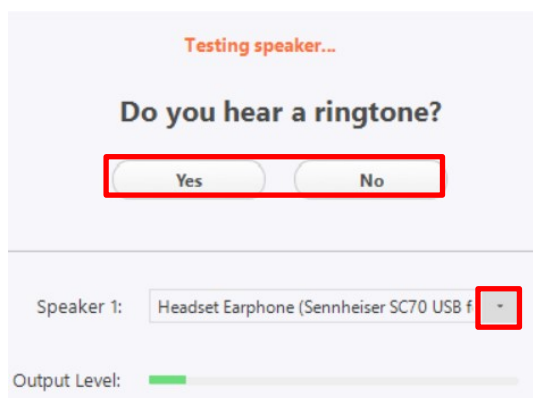 Testing speaker...
Do you hear a ringtone?
Yes No
Speaker 1: Headset Earphone (Sennheiser SC70 USB f
Output Level: